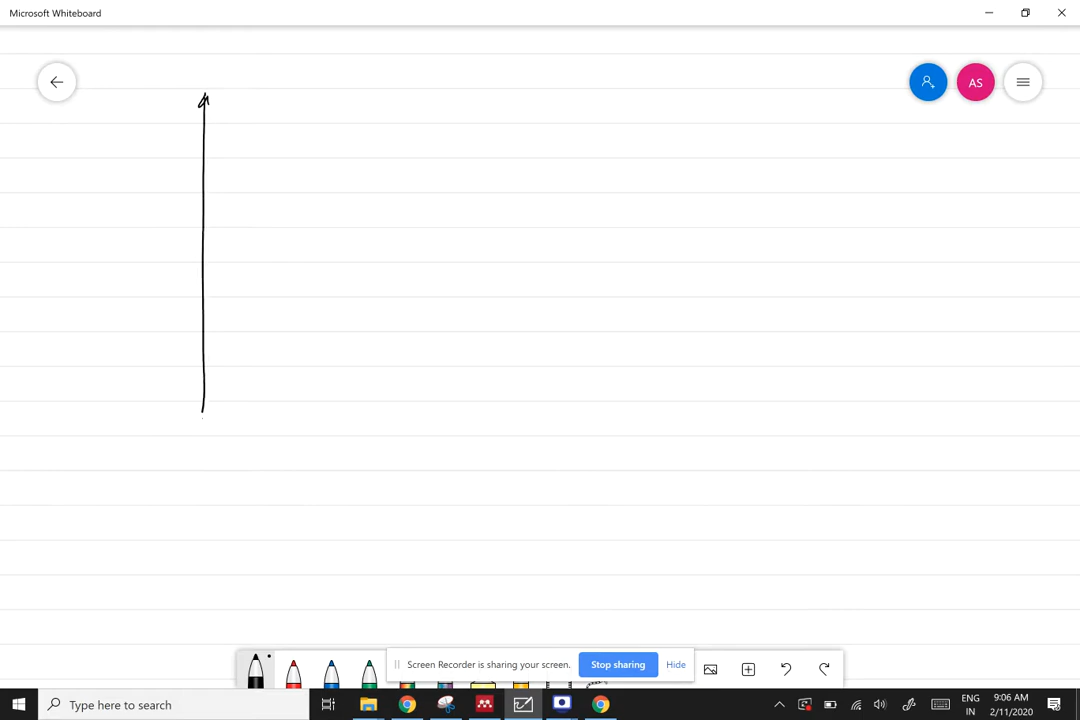 Microsoft Whiteboard
AS
Screen Recorder is sharing your screen.
Stop sharing
Hide
Type here to search
ENG
IN
9:06 AM
2/11/2020